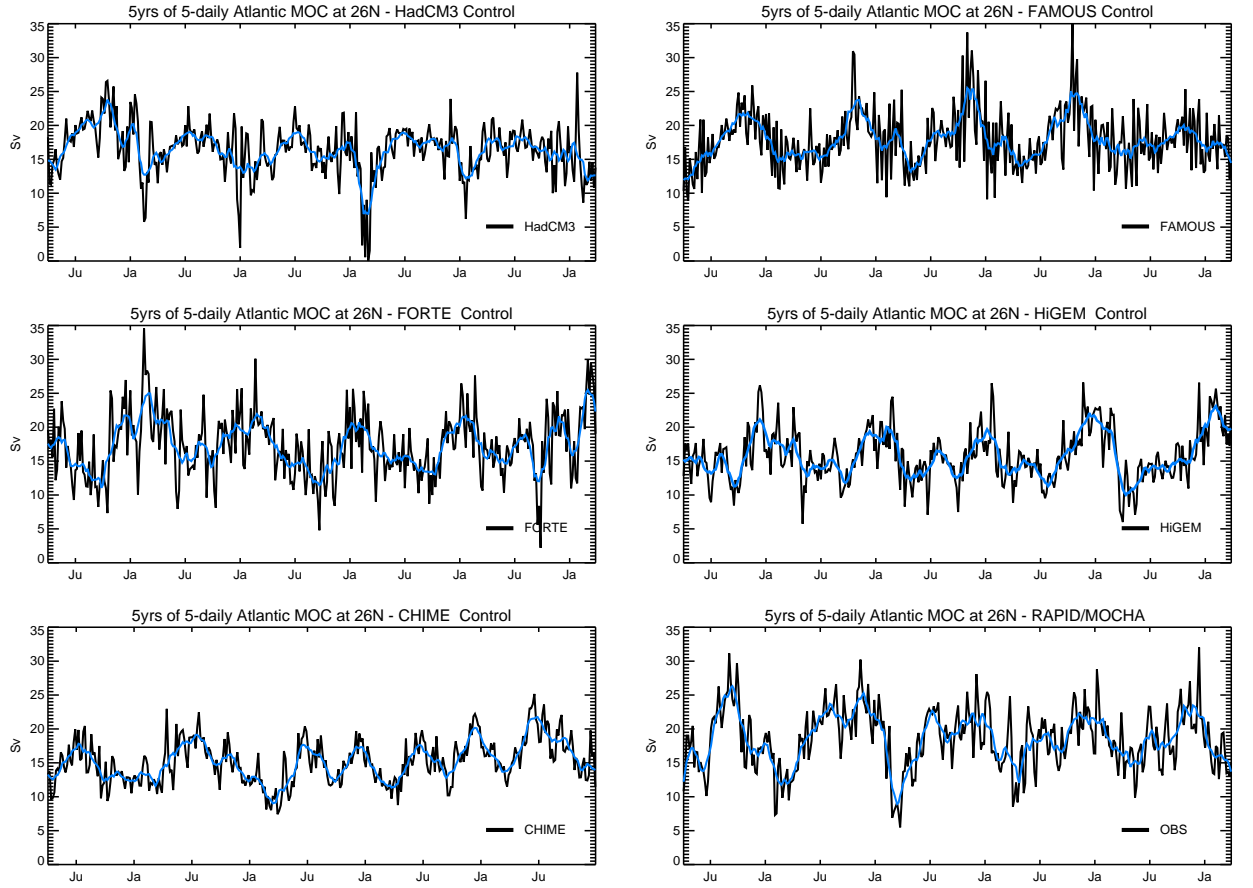 5yrs of 5-daily Atlantic MOC at 26N - HadCM3 Control
35
30
25
20
15
10
5
0
Sv
HadCM3
Ju Ja Ju Ja Ju Ja Ju Ja Ju Ja
5yrs of 5-daily Atlantic MOC at 26N - FAMOUS Control
35
30
25
20
15
10
5
0
Sv
FAMOUS
Ju Ja Ju Ja Ju Ja Ju Ja Ju Ja
5yrs of 5-daily Atlantic MOC at 26N - FORTE Control
35
30
25
20
15
10
5
0
Sv
FORTE
Ju Ja Ju Ja Ju Ja Ju Ja Ju Ja
5yrs of 5-daily Atlantic MOC at 26N - HiGEM Control
35
30
25
20
15
10
5
0
Sv
HiGEM
Ju Ja Ju Ja Ju Ja Ju Ja Ju Ja
5yrs of 5-daily Atlantic MOC at 26N - CHIME Control
35
30
25
20
15
10
5
0
Sv
CHIME
Ju Ja Ju Ja Ju Ja Ju Ja Ju
5yrs of 5-daily Atlantic MOC at 26N - RAPID/MOCHA
35
30
25
20
15
10
5
0
Sv
OBS
Ju Ja Ju Ja Ju Ja Ju Ja Ju Ja